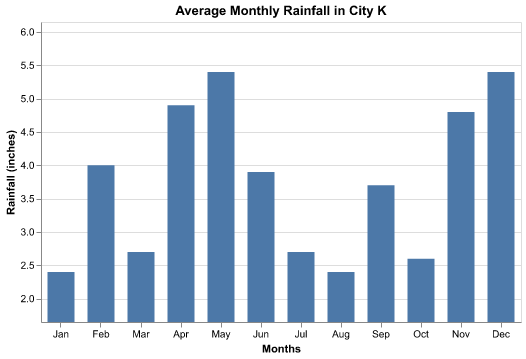 Average Monthly Rainfall in City K
Rainfall (inches)
6.0
5.5
5.0
4.5
4.0
3.5
3.0
2.5
2.0
Jan Feb Mar Apr May Jun Jul Aug Sep Oct Nov Dec
Months